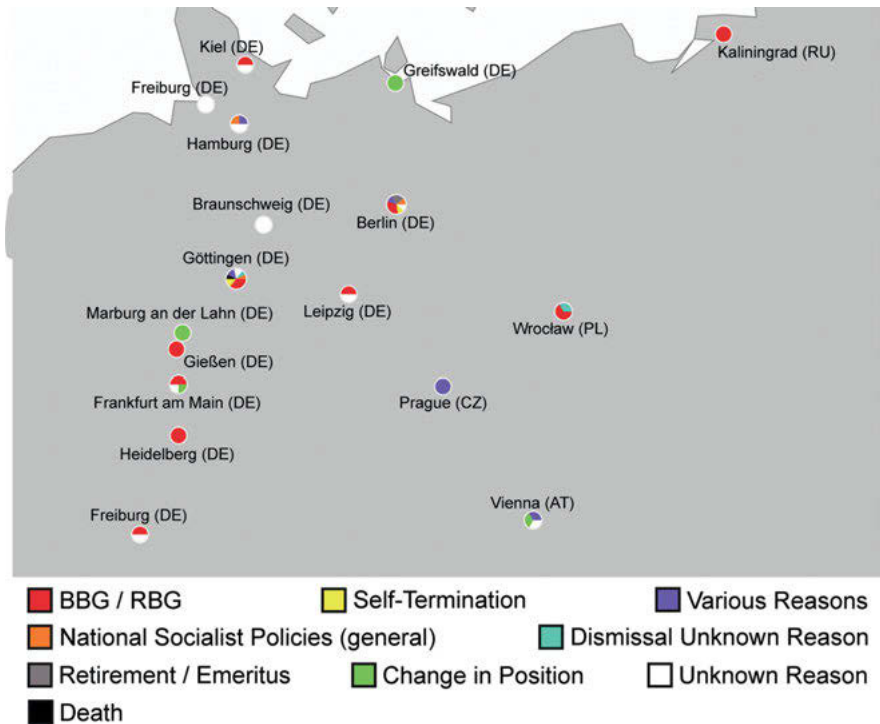 Kiel (DE)
Kaliningrad (RU)
Greifswald (DE)
Freiburg (DE)
Hamburg (DE)
Braunschweig (DE)
Berlin (DE)
Göttingen (DE)
Marburg an der Lahn (DE)
Leipzig (DE)
Wrocław (PL)
Gießen (DE)
Frankfurt am Main (DE)
Prague (CZ)
Heidelberg (DE)
Vienna (AT)
Freiburg (DE)
BBG / RBG
Self-Termination
Various Reasons
National Socialist Policies (general)
Dismissal Unknown Reason
Retirement / Emeritus
Change in Position
Unknown Reason
Death